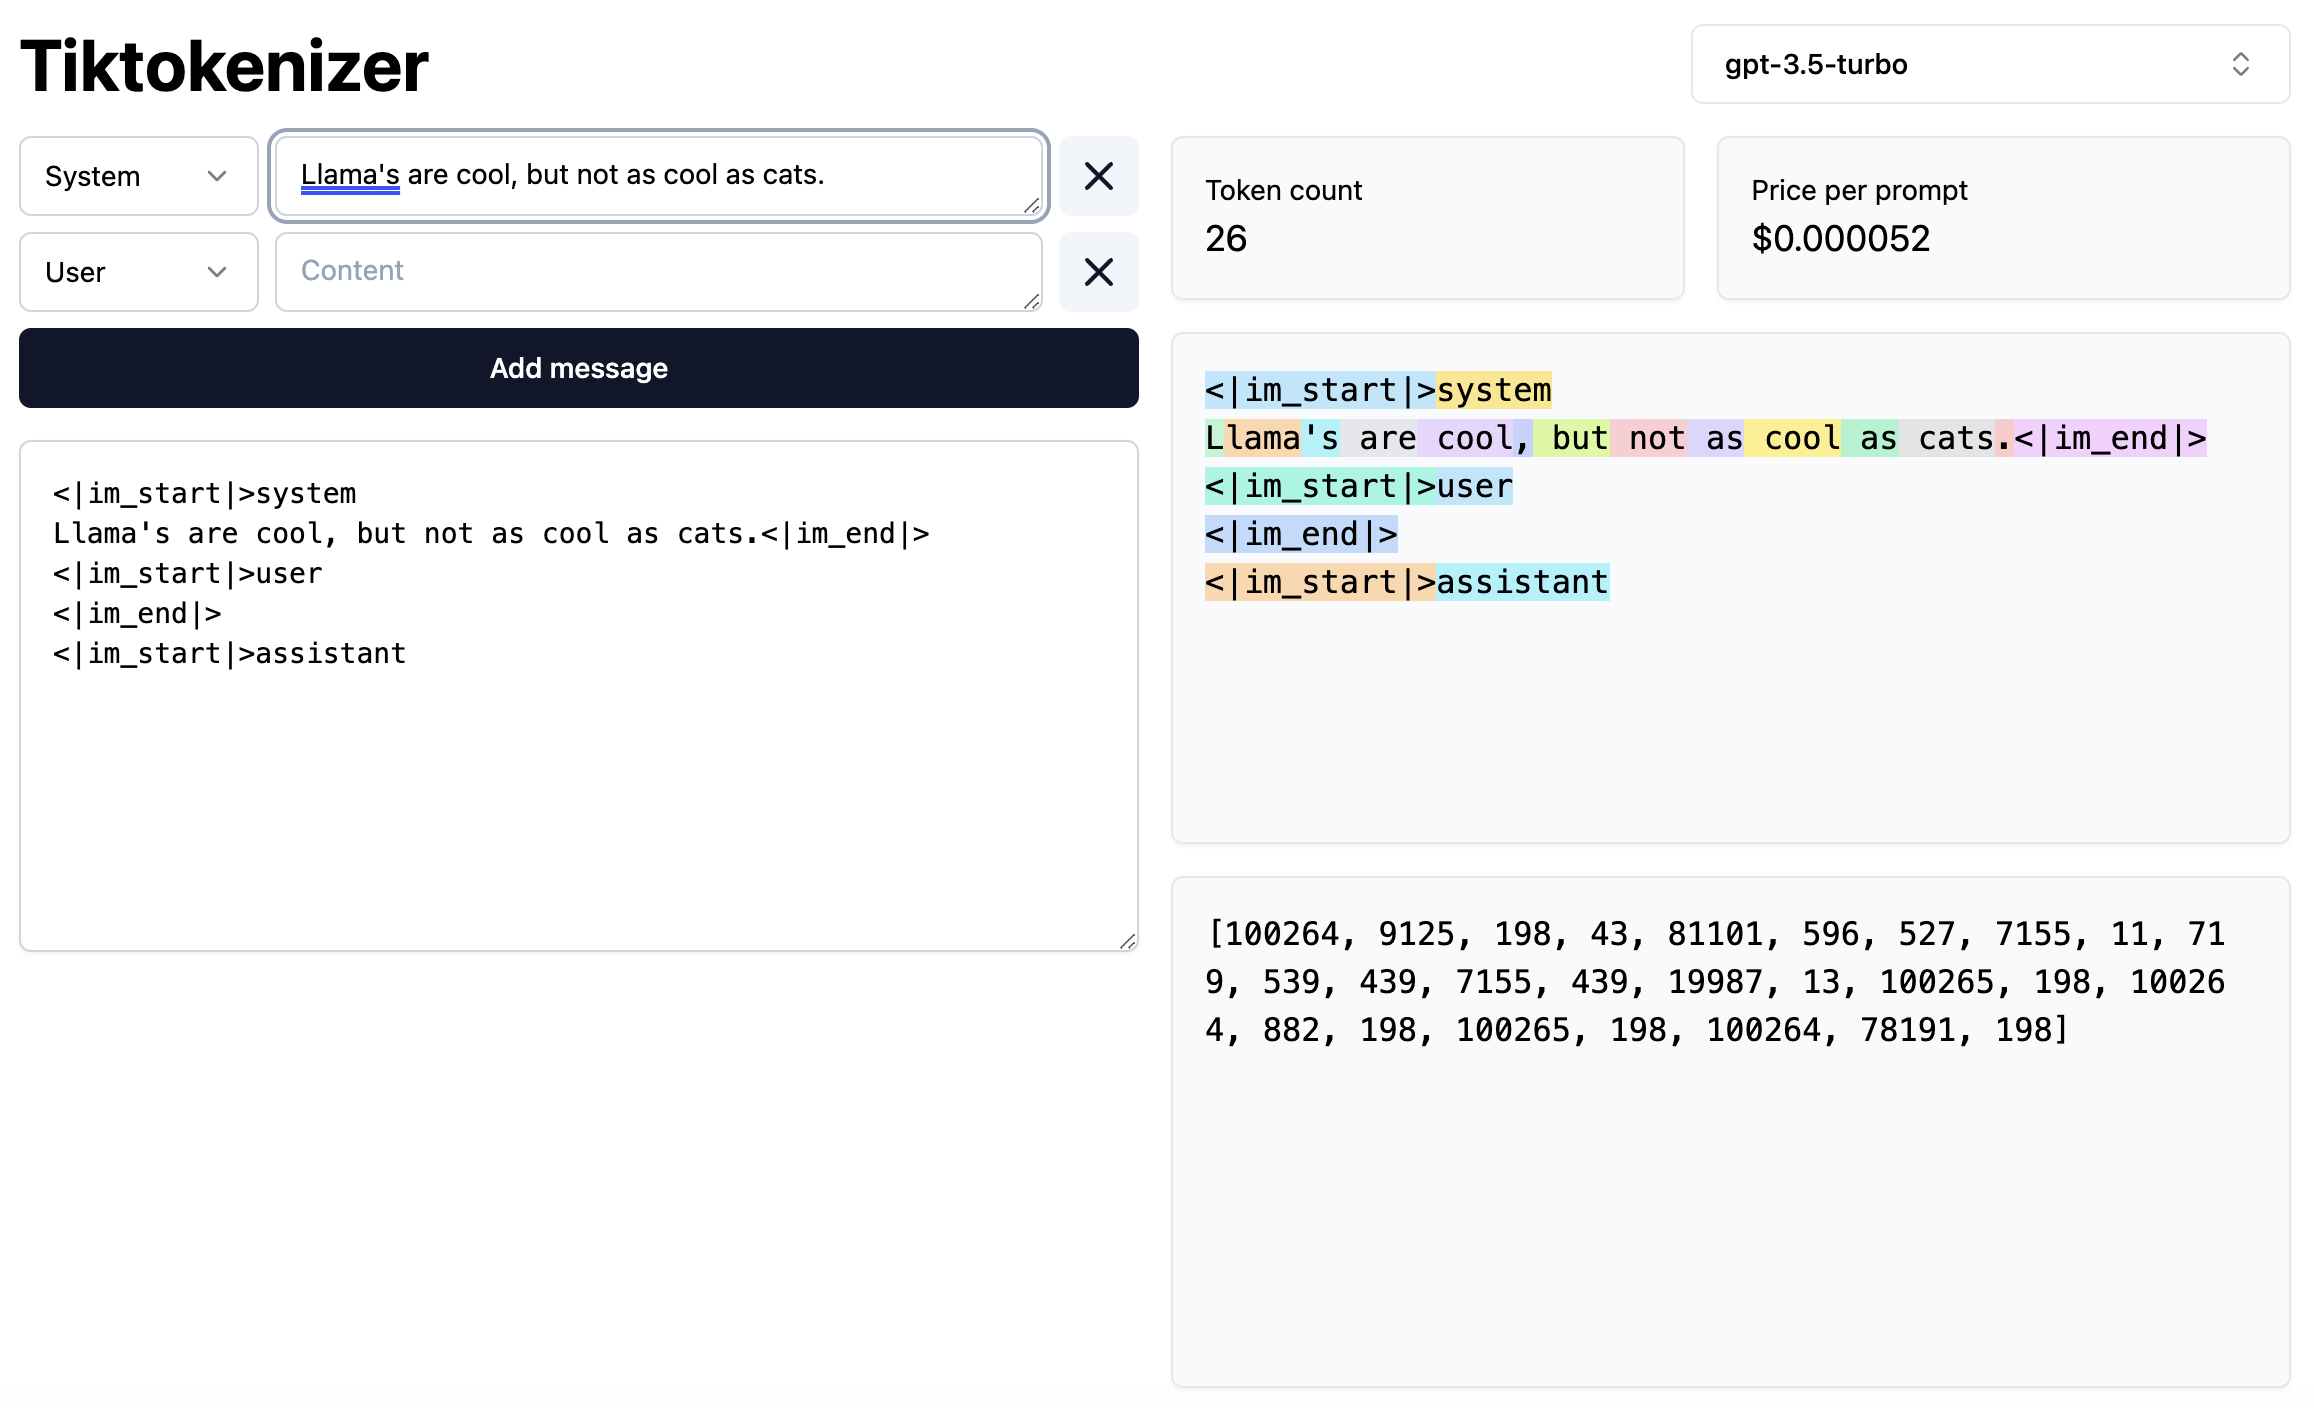 Tiktokenizer
gpt-3.5-turbo
System
Llama's are cool, but not as cool as cats.
User
Content
Add message
<|im_start|>system
Llama's are cool, but not as cool as cats.<|im_end|>
<|im_start|>user
<|im_end|>
<|im_start|>assistant
Token count
26
Price per prompt
$0.000052
<|im_start|>system
Llama's are cool, but not as cool as cats.<|im_end|>
<|im_start|>user
<|im_end|>
<|im_start|>assistant
[100264, 9125, 198, 43, 81101, 596, 527, 7155, 11, 71
9, 539, 439, 7155, 439, 19987, 13, 100265, 198, 10026
4, 882, 198, 100265, 198, 100264, 78191, 198]